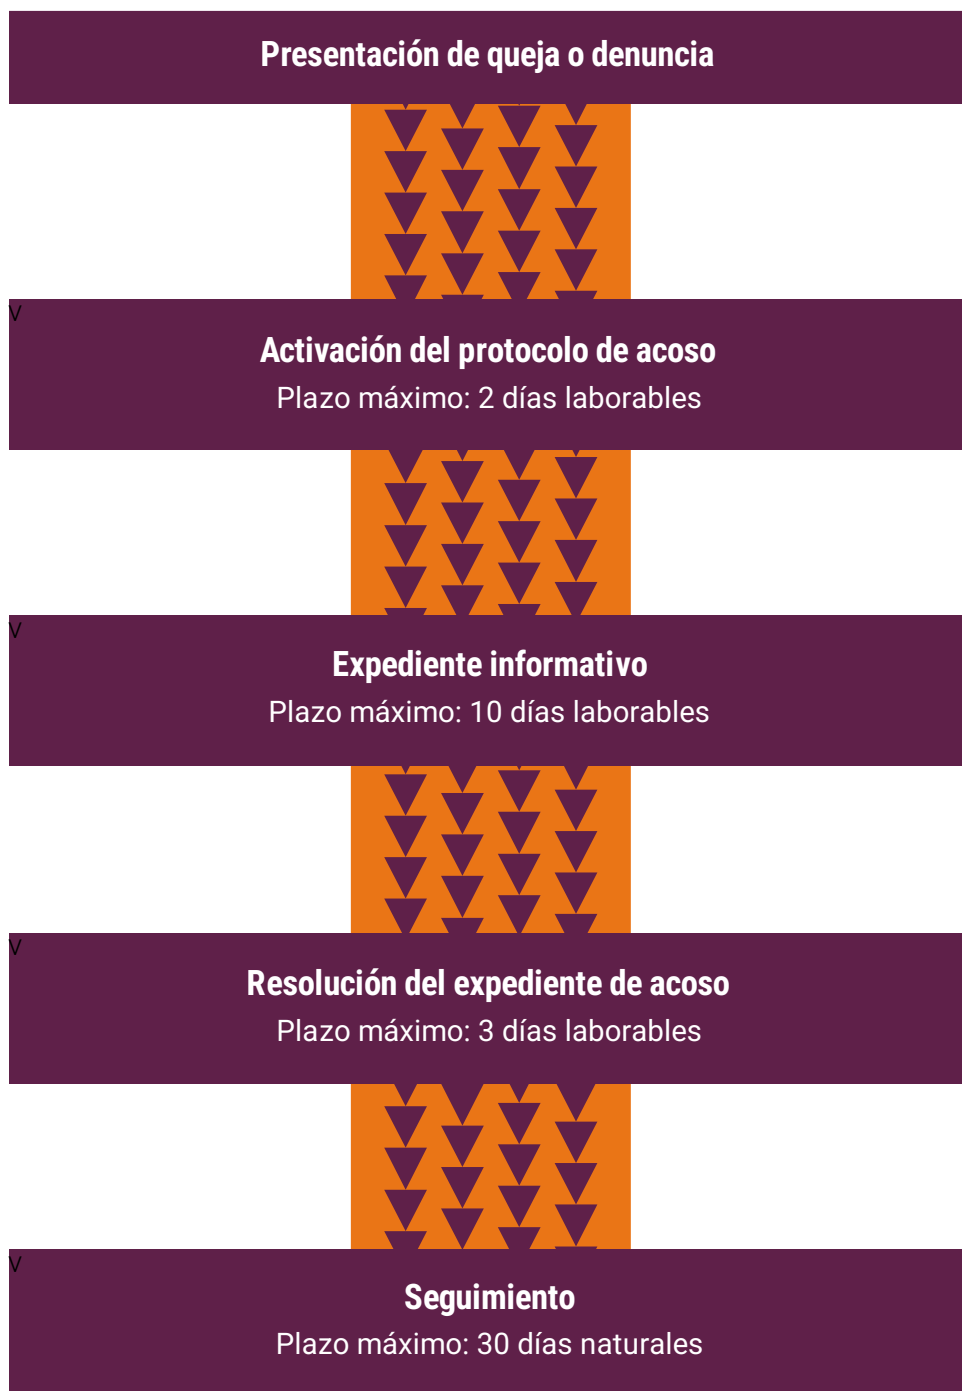 Presentación de queja o denuncia
V
Activación del protocolo de acoso
Plazo máximo: 2 días laborables
V
Expediente informativo
Plazo máximo: 10 días laborables
V
Resolución del expediente de acoso
Plazo máximo: 3 días laborables
V
Seguimiento
Plazo máximo: 30 días naturales